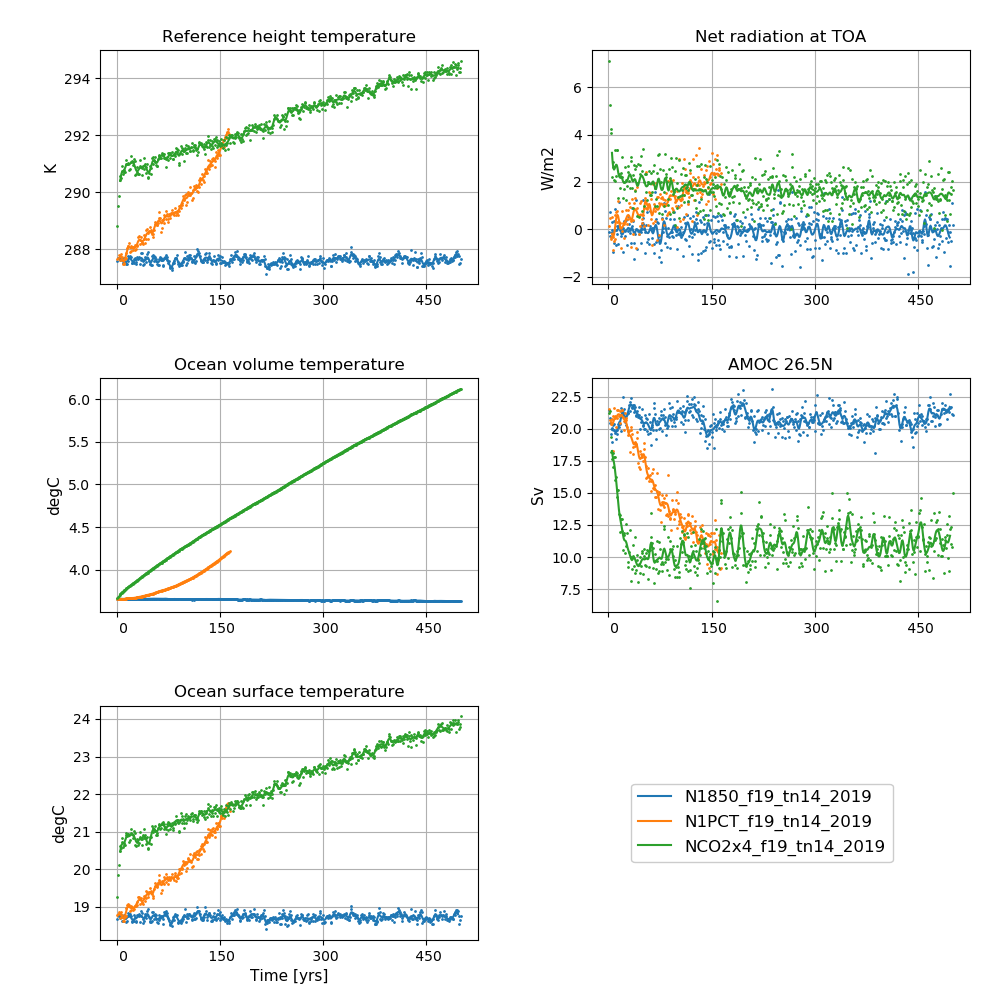 Reference height temperature
K
294
292
290
288
0 150 300 450
Net radiation at TOA
W/m2
6
4
2
0
−2
0 150 300 450
Ocean volume temperature
degC
6.0
5.5
5.0
4.5
4.0
0 150 300 450
AMOC 26.5N
Sv
22.5
20.0
17.5
15.0
12.5
10.0
7.5
0 150 300 450
Ocean surface temperature
degC
24
23
22
21
20
19
0 150 300 450
Time [yrs]
N1850_f19_tn14_2019
N1PCT_f19_tn14_2019
NCO2x4_f19_tn14_2019